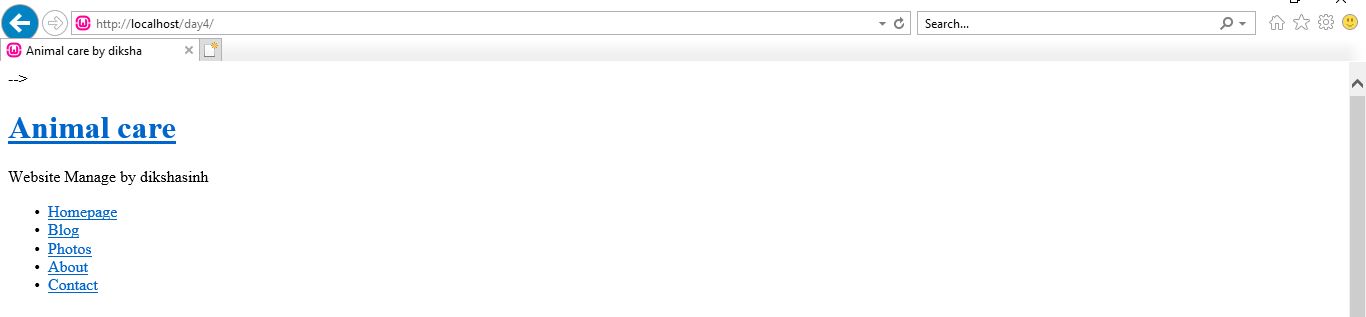 http://localhost/day4/
Search...
Animal care by diksha
-->
Animal care
Website Manage by dikshasinh
• Homepage
• Blog
• Photos
• About
• Contact